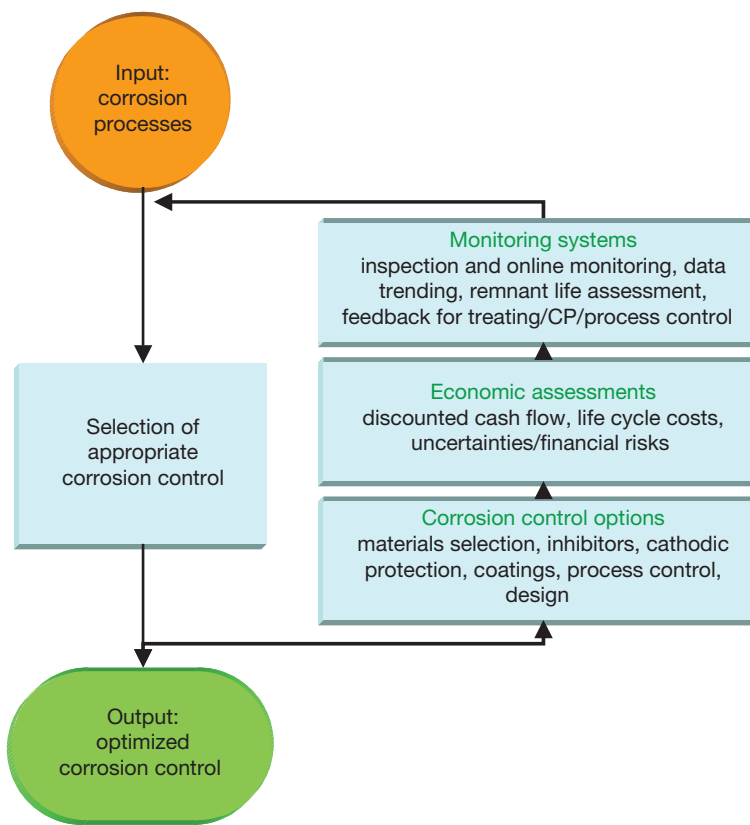 Input:
corrosion
processes
Monitoring systems
inspection and online monitoring, data
trending, remnant life assessment,
feedback for treating/CP/process control
Economic assessments
discounted cash flow, life cycle costs,
uncertainties/financial risks
Selection of
appropriate
corrosion control
Corrosion control options
materials selection, inhibitors, cathodic
protection, coatings, process control,
design
Output:
optimized
corrosion control